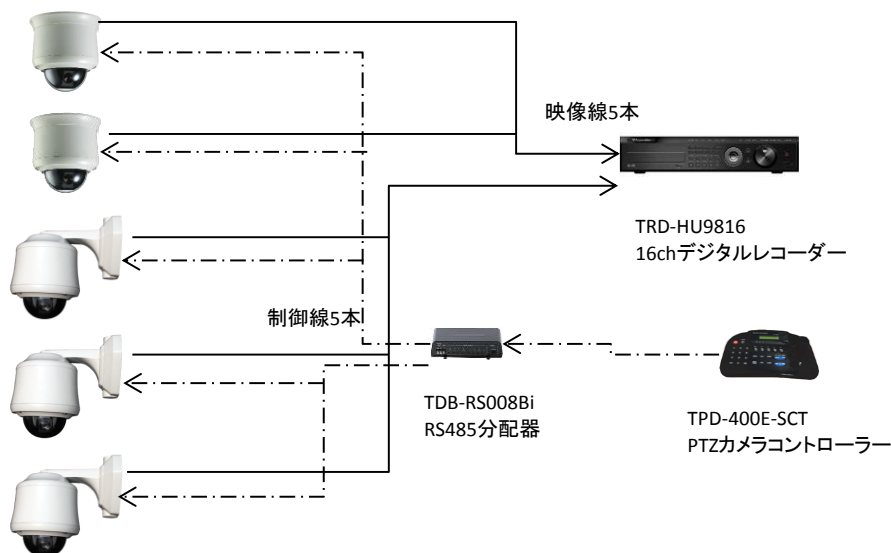 映像線5本
TRD-HU9816
16chデジタルレコーダー
制御線5本
TDB-RS008Bi
RS485分配器
TPD-400E-SCT
PTZカメラコントローラー